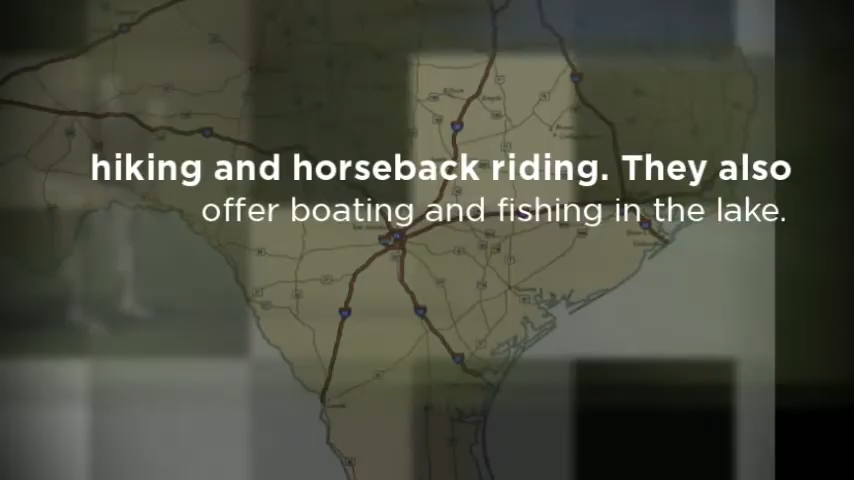 hiking and horseback riding. They also
offer boating and fishing in the lake.